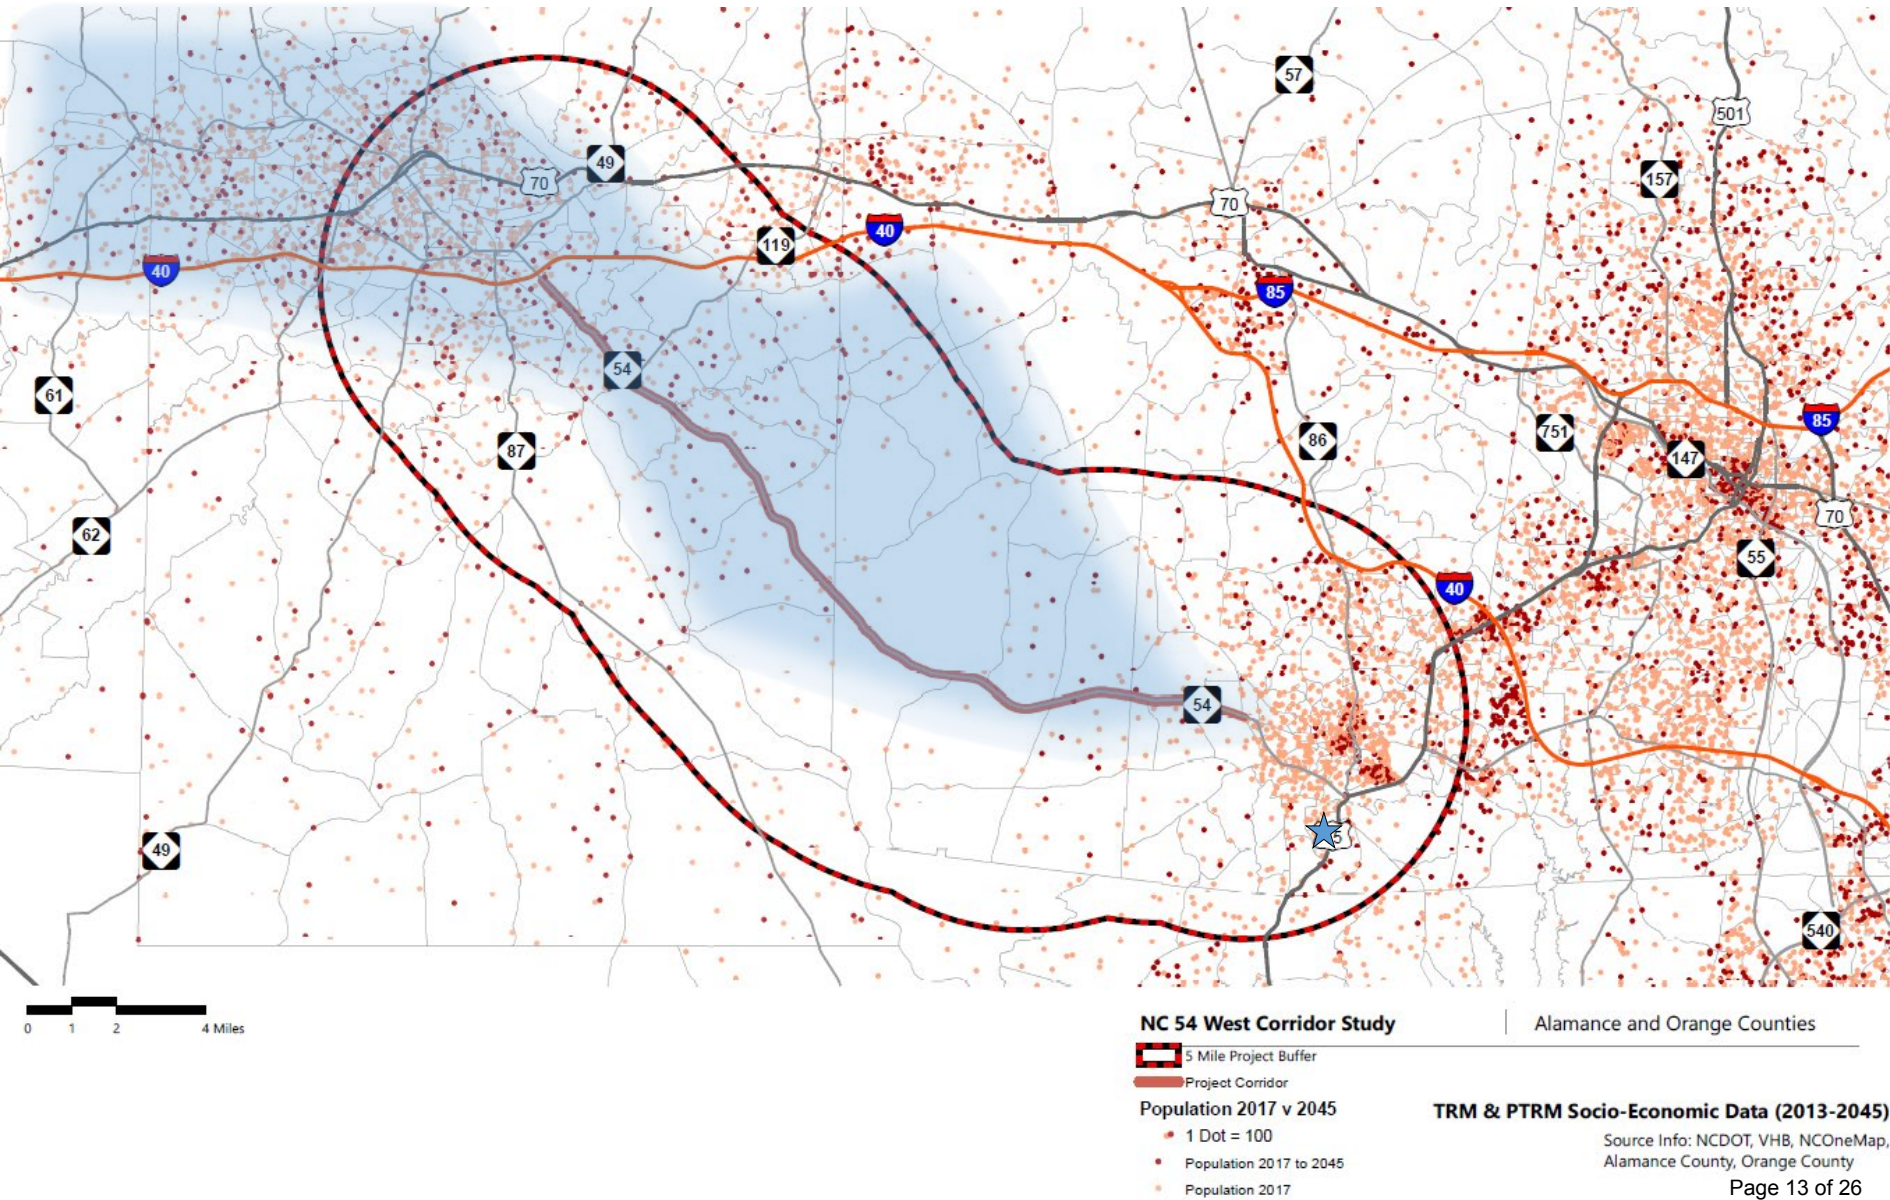 57
501
157
49
70
70
119
40
40
85
54
61
85
86
751
147
87
70
62
55
40
54
5
49
540
0 1 2 4 Miles
NC 54 West Corridor Study
Alamance and Orange Counties
5 Mile Project Buffer
Project Corridor
Population 2017 v 2045
1 Dot = 100
Population 2017 to 2045
Population 2017
TRM & PTRM Socio-Economic Data (2013-2045)
Source Info: NCDOT, VHB, NCOneMap,
Alamance County, Orange County
Page 13 of 26